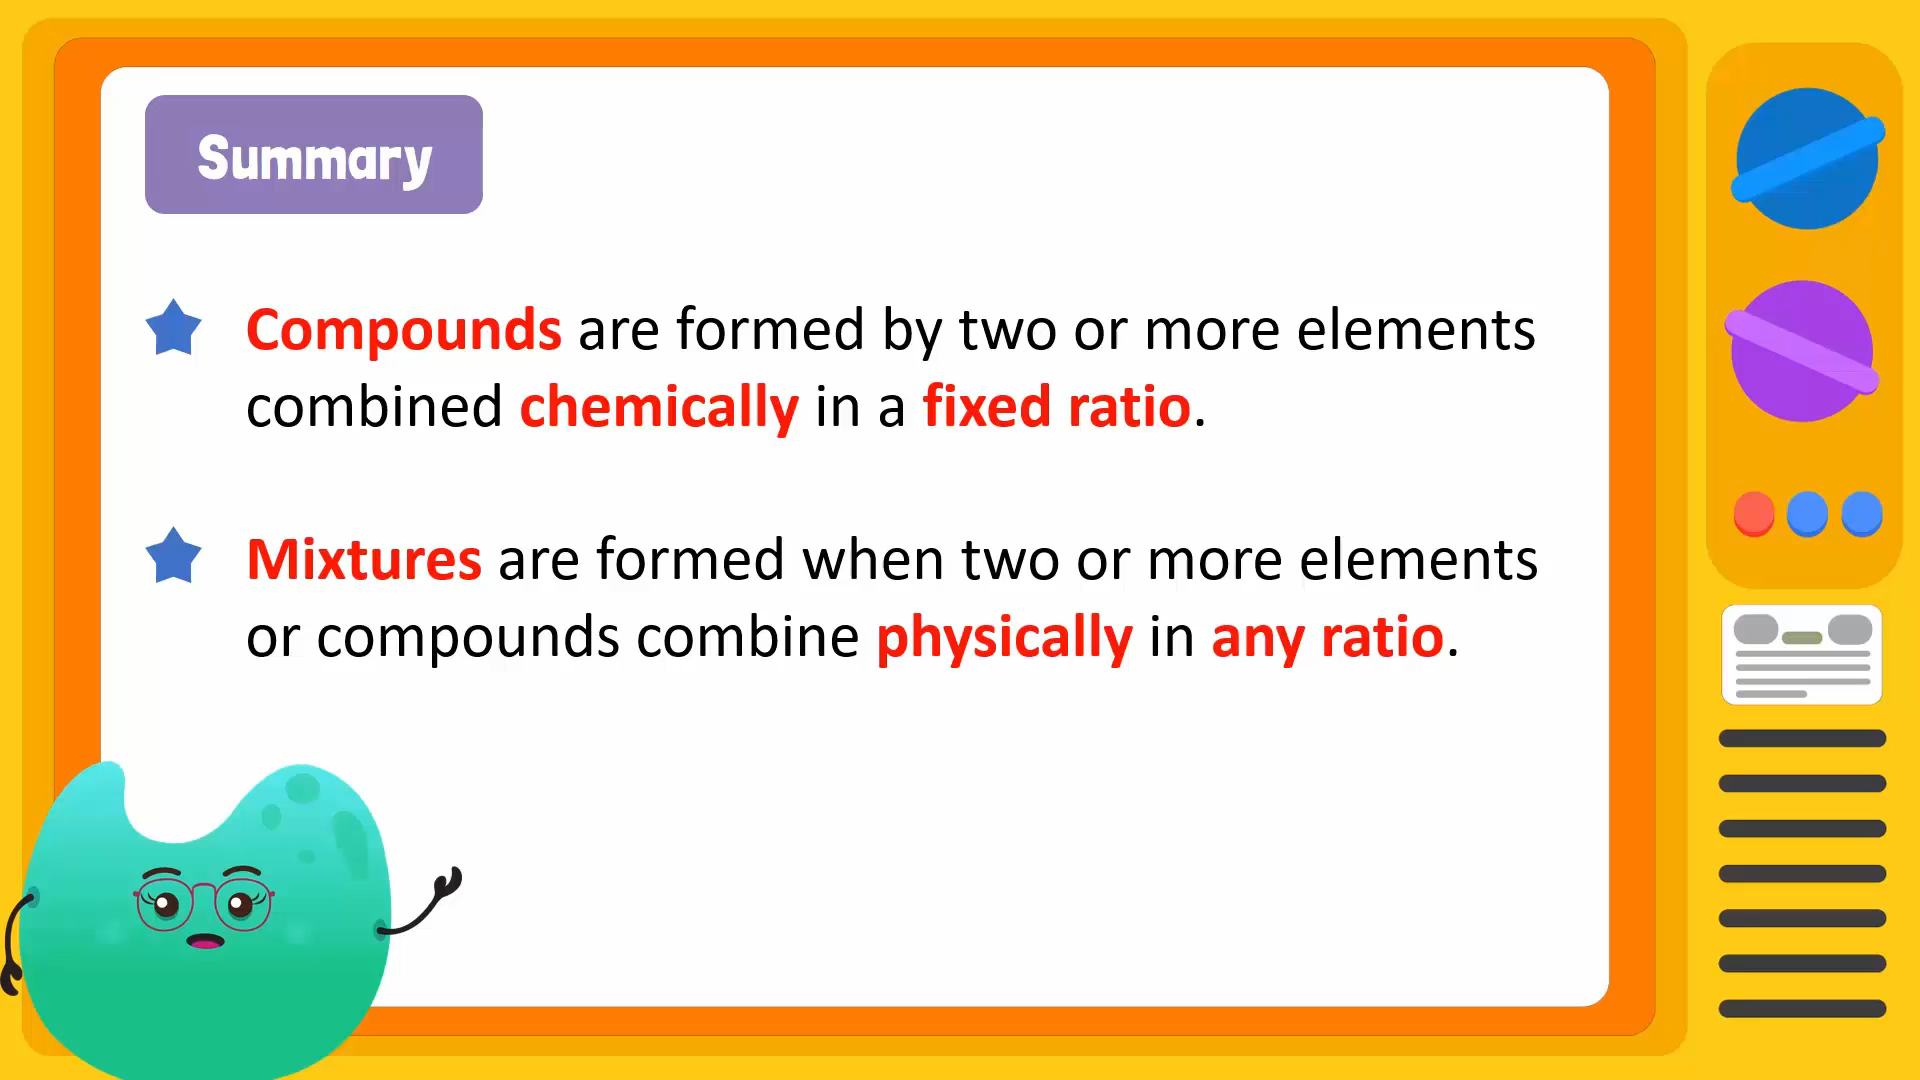 Summary
Compounds are formed by two or more elements
combined chemically in a fixed ratio.
Mixtures are formed when two or more elements
or compounds combine physically in any ratio.